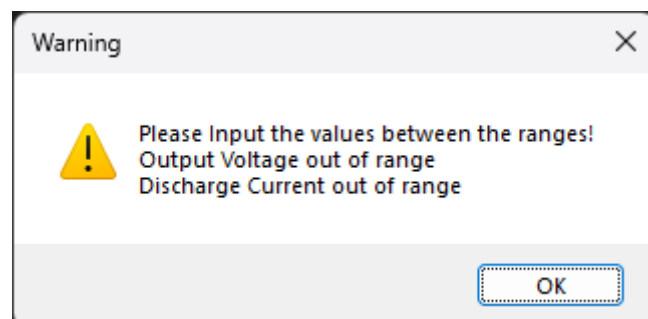 Warning
Please Input the values between the ranges!
Output Voltage out of range
Discharge Current out of range
OK